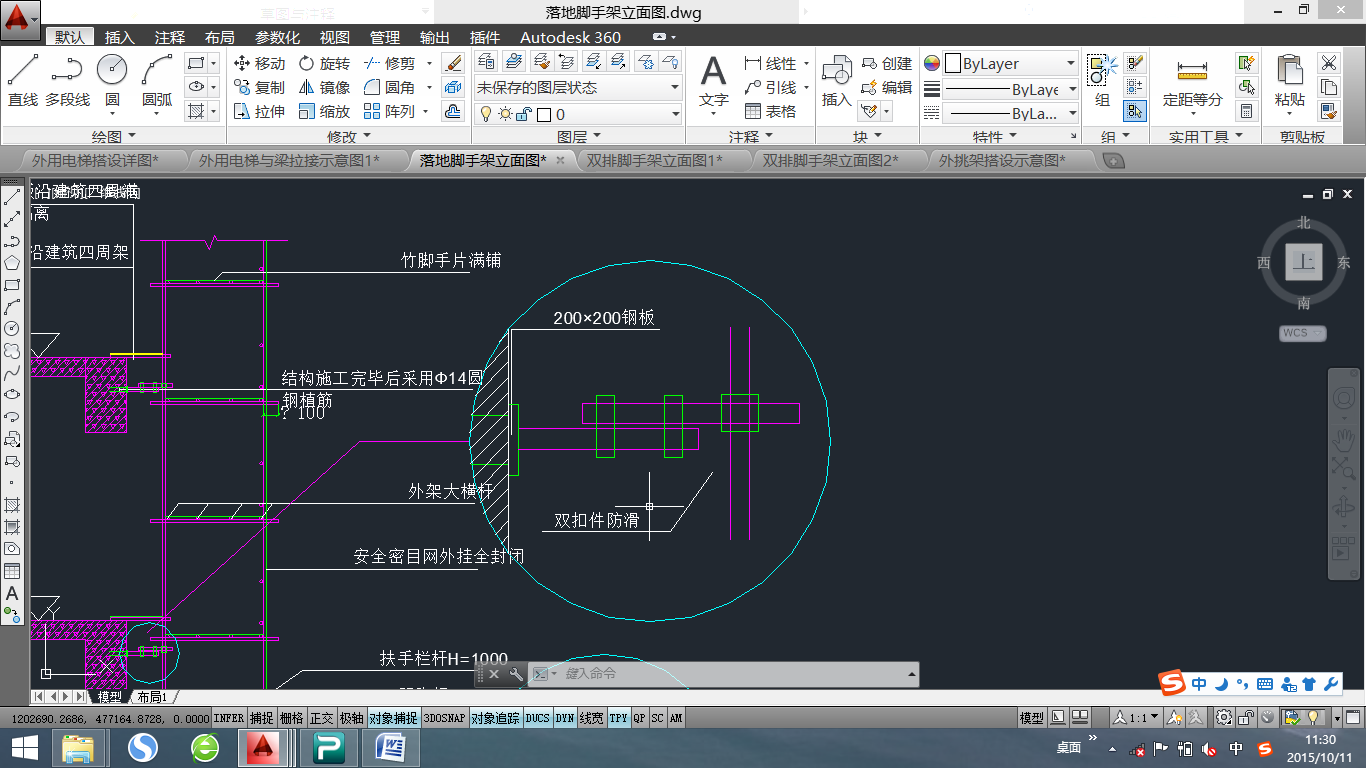 落地脚手架立面图.dwg
默认 插入 注释 布局 参数化 视图 管理 输出 插件 Autodesk 360
直线 多段线 圆 圆弧
移动 旋转 修剪
复制 镜像 圆角
拉伸 缩放 阵列
未保存的图层状态
0
文字
线性
引线
表格
插入
创建
编辑
ByLayer
ByLaye
ByLa...
组
定距等分
粘贴
绘图 修改 图层 注释 块 特性 组 实用工具 剪贴板
外用电梯搭设详图* 外用电梯与梁拉接示意图1* 落地脚手架立面图* 双排脚手架立面图1* 双排脚手架立面图2* 外挑架搭设示意图*
沿建筑四周满
离
沿建筑四周架
竹脚手片满铺
200×200钢板
结构施工完毕后采用Φ14圆
钢植筋
? 100
外架大横杆
双扣件防滑
安全密目网外挂全封闭
扶手栏杆H=1000
北
西 上 东
南
WCS
A
键入命令
模型 布局1
中
1202690.2686, 477164.8728, 0.0000 INFER 捕捉 栅格 正交 极轴 对象捕捉 3DOSNAP 对象追踪 DUCS DYN 线宽 TPY QP SC AM
模型 1:1
桌面
中
11:30
2015/10/11